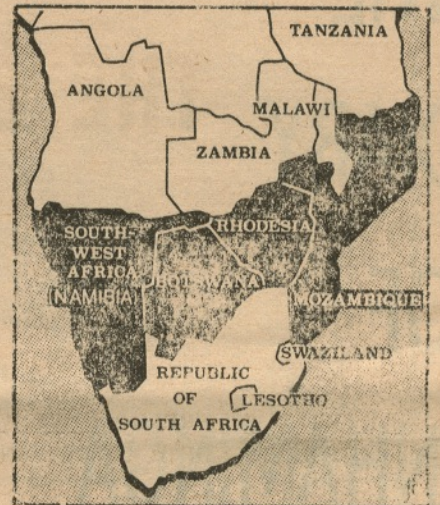 TANZANIA
ANGOLA
MALAWI
ZAMBIA
RHODESIA
SOUTH-
WEST
AFRICA
(NAMIBIA)
BOTSWANA
MOZAMBIQUE
SWAZILAND
REPUBLIC
OF
SOUTH AFRICA
LESOTHO